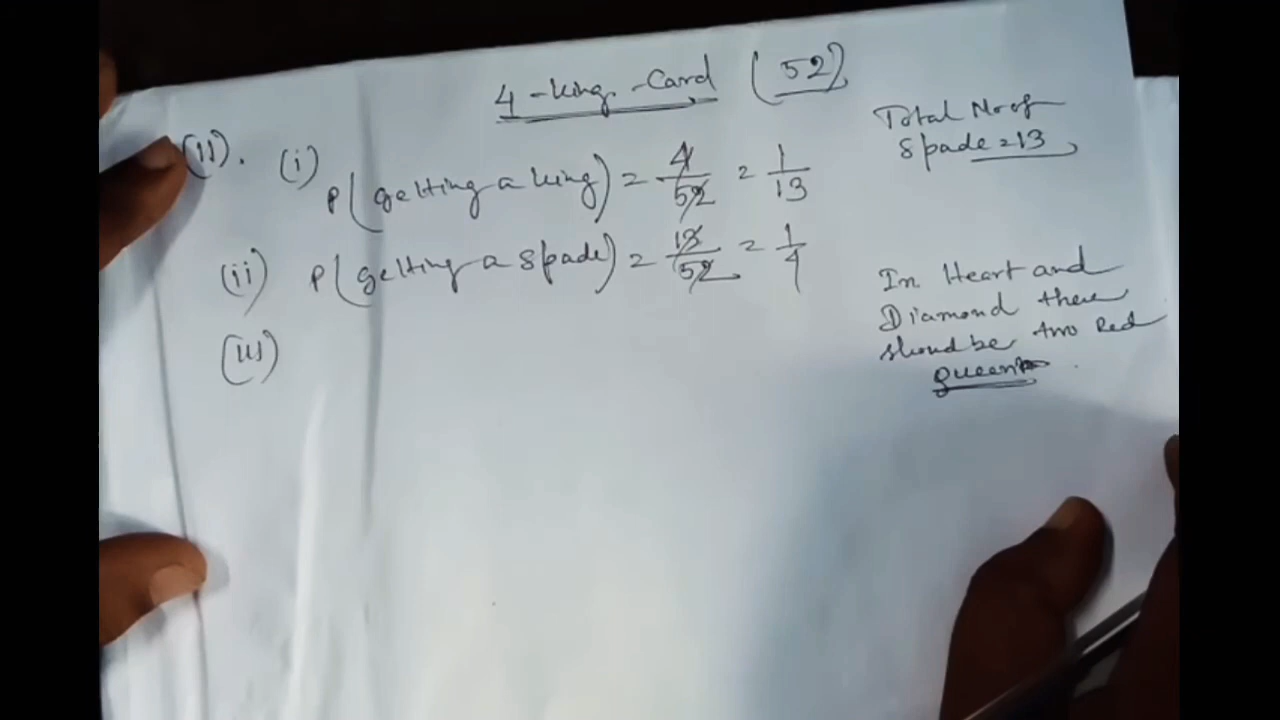 4-King-Card (52)
Total No of
Spade = 13
(11). (i) P(getting a king) = 4/52 = 1/13
(ii) P(getting a spade) = 13/52 = 1/4
In Heart and
Diamond there
should be two Red
queen
(iii)